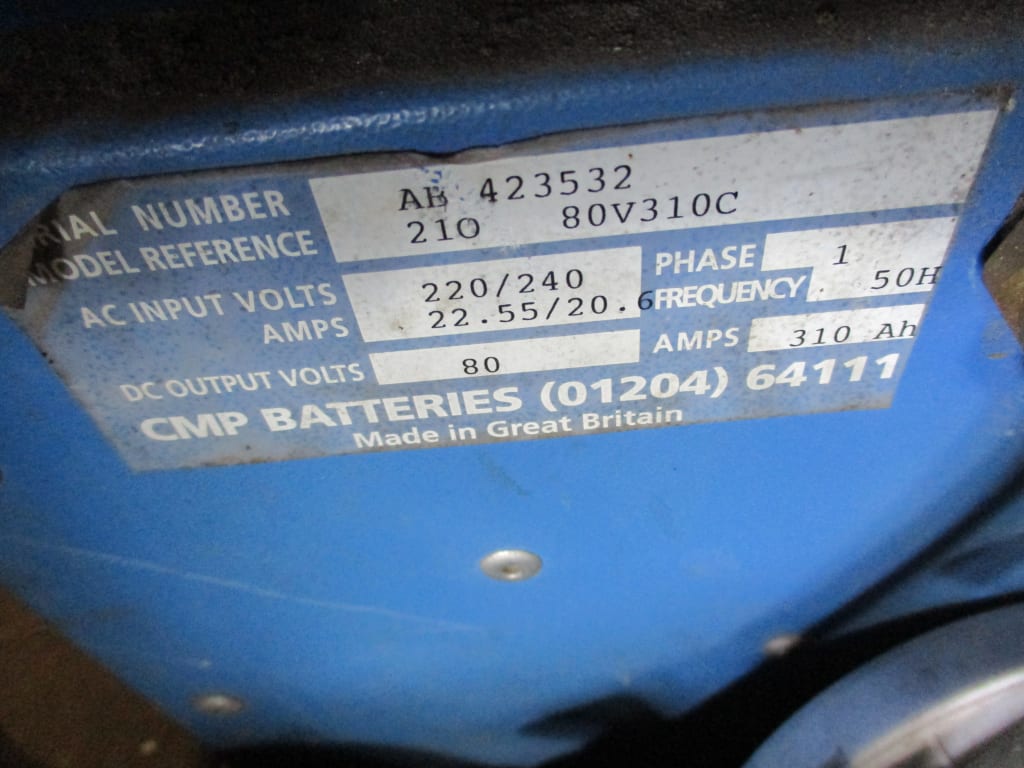 RIAL NUMBER AB 423532
MODEL REFERENCE 210 80V310C
AC INPUT VOLTS 220/240 PHASE 1
AMPS 22.55/20.6 FREQUENCY 50H
DC OUTPUT VOLTS 80 AMPS 310 Ah
CMP BATTERIES (01204) 64111
Made in Great Britain